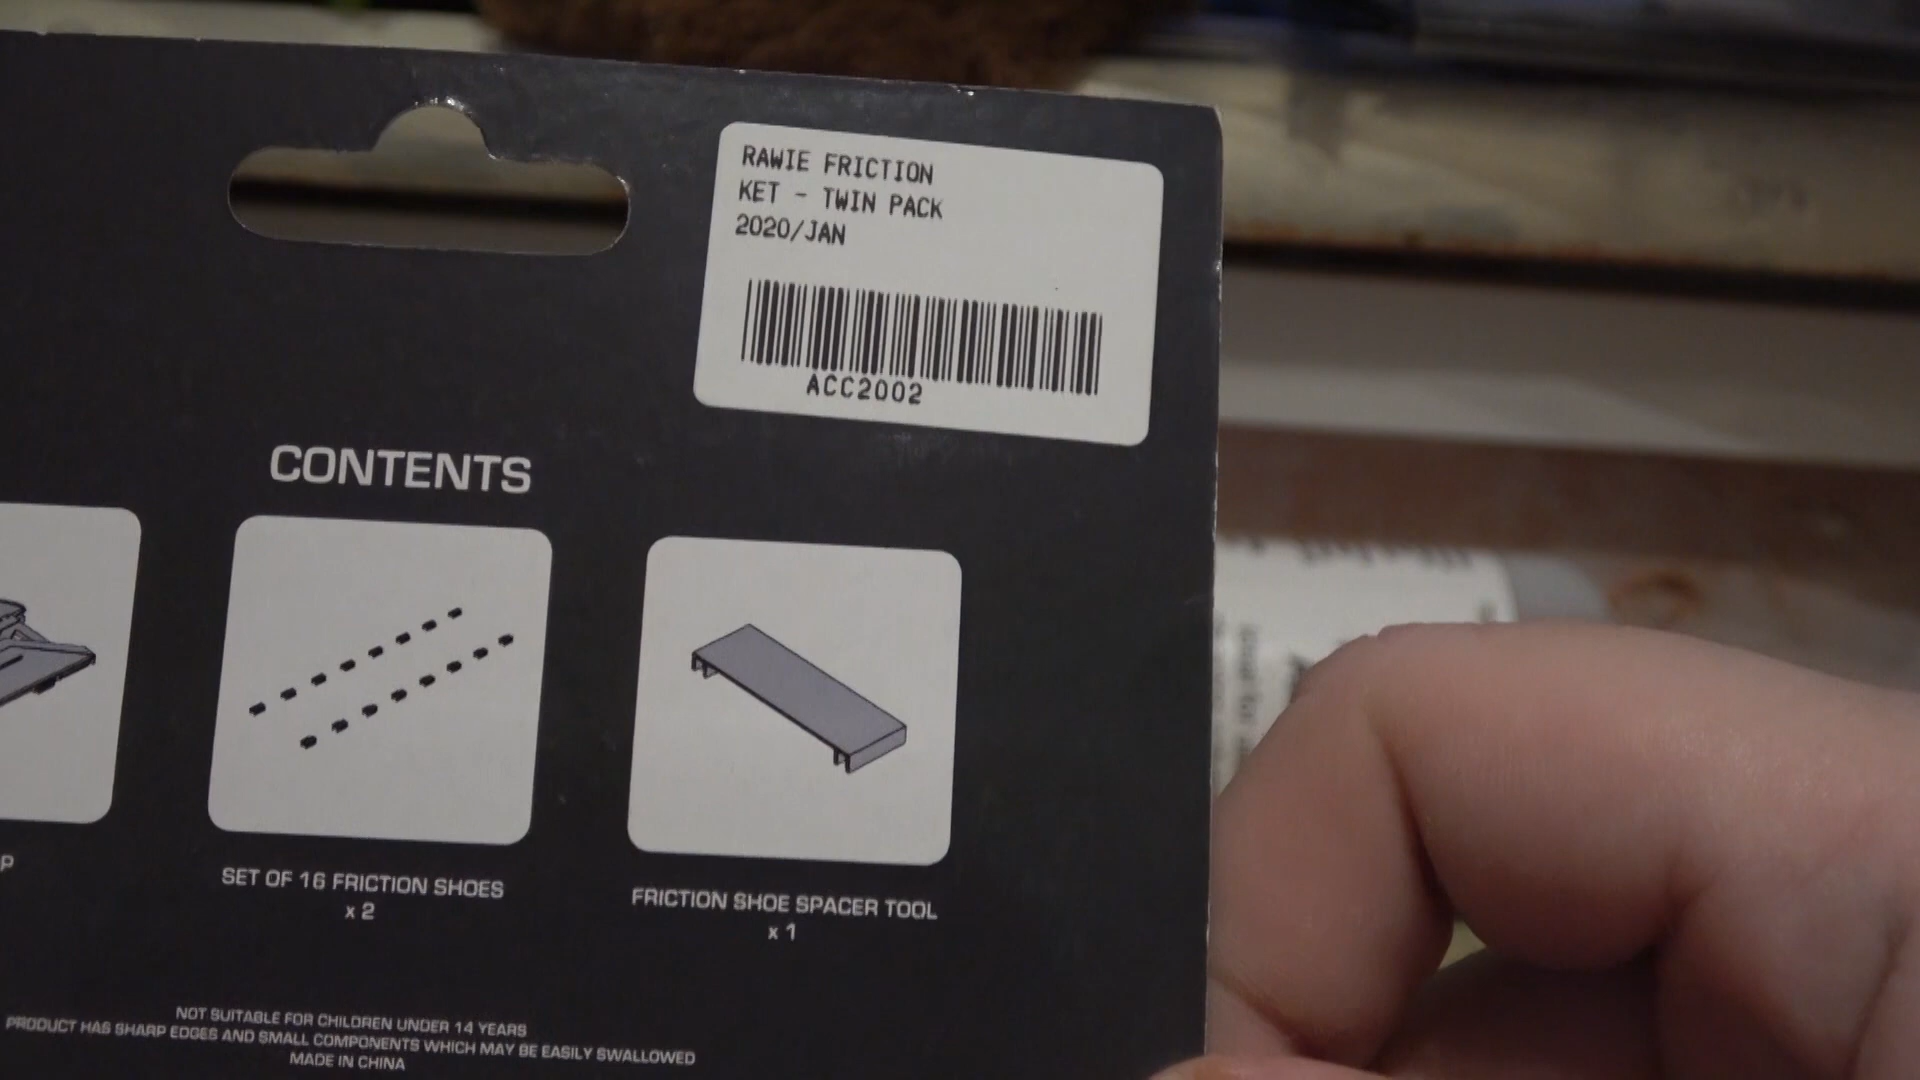 RAWIE FRICTION
KET - TWIN PACK
2020/JAN
ACC2002
CONTENTS
P
SET OF 16 FRICTION SHOES
x 2
FRICTION SHOE SPACER TOOL
x 1
NOT SUITABLE FOR CHILDREN UNDER 14 YEARS
PRODUCT HAS SHARP EDGES AND SMALL COMPONENTS WHICH MAY BE EASILY SWALLOWED
MADE IN CHINA